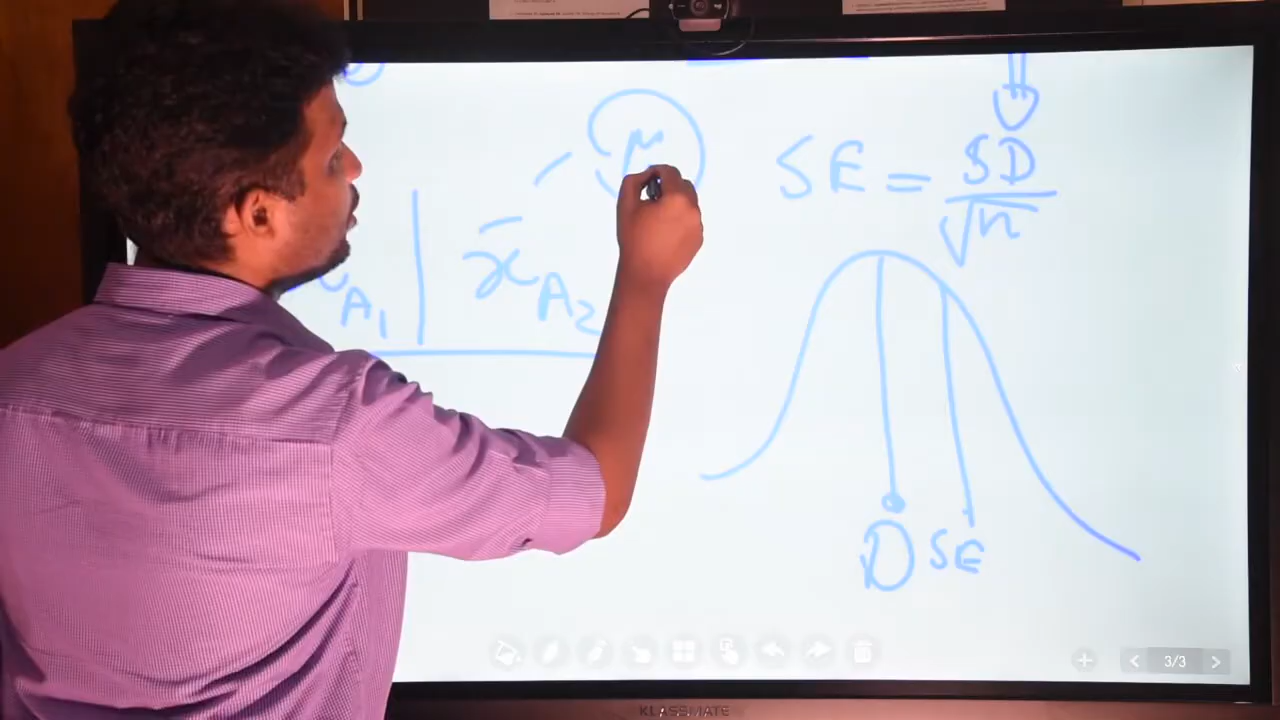 μ
SE = SD/√n
A₁ | x̄ A₂
D SE
3/3
KLASSMATE